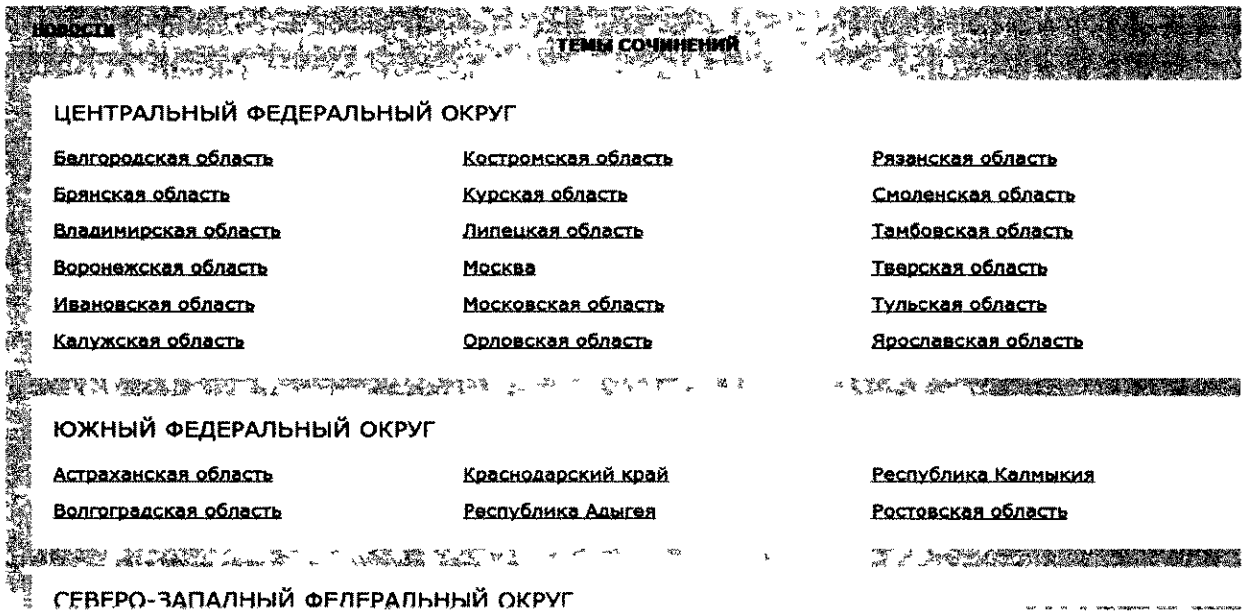 НОВОСТИ
ТЕМЫ СОЧИНЕНИЙ
ЦЕНТРАЛЬНЫЙ ФЕДЕРАЛЬНЫЙ ОКРУГ
Белгородская область Костромская область Рязанская область
Брянская область Курская область Смоленская область
Владимирская область Липецкая область Тамбовская область
Воронежская область Москва Тверская область
Ивановская область Московская область Тульская область
Калужская область Орловская область Ярославская область
ЮЖНЫЙ ФЕДЕРАЛЬНЫЙ ОКРУГ
Астраханская область Краснодарский край Республика Калмыкия
Волгоградская область Республика Адыгея Ростовская область
СЕВЕРО-ЗАПАДНЫЙ ФЕДЕРАЛЬНЫЙ ОКРУГ